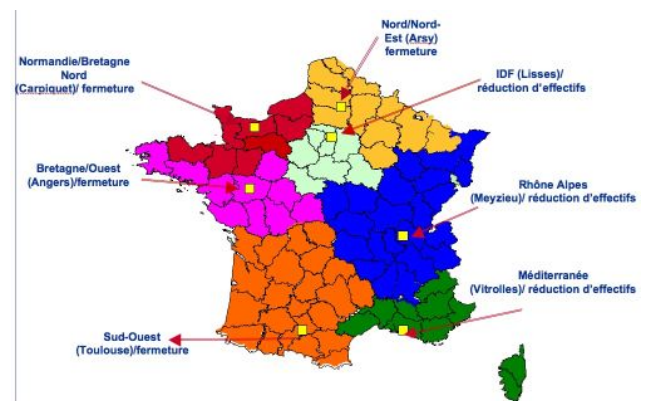 Nord/Nord-
Est (Arsy)
fermeture
Normandie/Bretagne
Nord
(Carpiquet)/ fermeture
IDF (Lisses)/
réduction d'effectifs
Bretagne/Ouest
(Angers)/fermeture
Rhône Alpes
(Meyzieu)/ réduction d'effectifs
Méditerranée
(Vitrolles)/ réduction d'effectifs
Sud-Ouest
(Toulouse)/fermeture